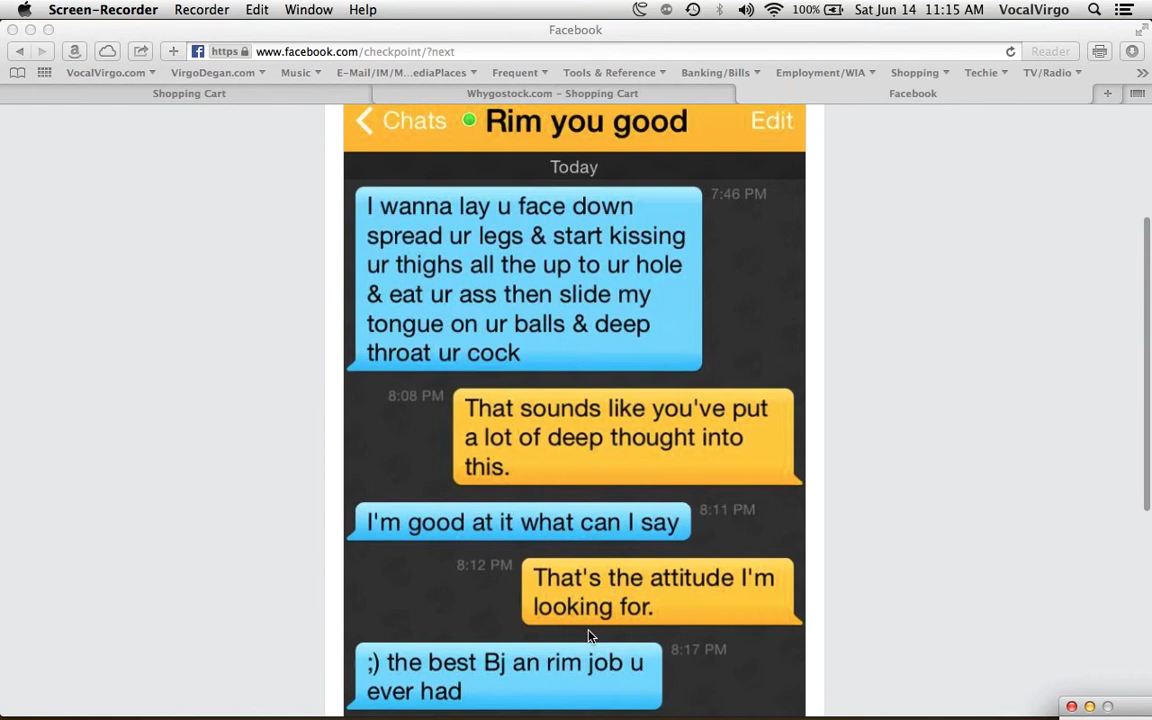 Screen-Recorder Recorder Edit Window Help 100% Sat Jun 14 11:15 AM VocalVirgo
Facebook
https www.facebook.com/checkpoint/?next Reader
VocalVirgo.com VirgoDegan.com Music E-Mail/IM/M...ediaPlaces Frequent Tools & Reference Banking/Bills Employment/WIA Shopping Techie TV/Radio
Shopping Cart Whygostock.com – Shopping Cart Facebook
Chats Rim you good Edit
Today
7:46 PM
I wanna lay u face down
spread ur legs & start kissing
ur thighs all the up to ur hole
& eat ur ass then slide my
tongue on ur balls & deep
throat ur cock
8:08 PM
That sounds like you've put
a lot of deep thought into
this.
I'm good at it what can I say 8:11 PM
8:12 PM
That's the attitude I'm
looking for.
8:17 PM
;) the best Bj an rim job u
ever had